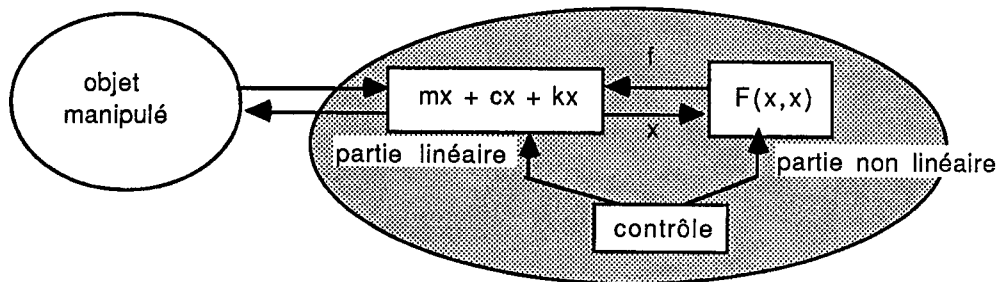 objet
manipulé
mx + cx + kx
f
x
F(x,x)
partie linéaire
partie non linéaire
contrôle